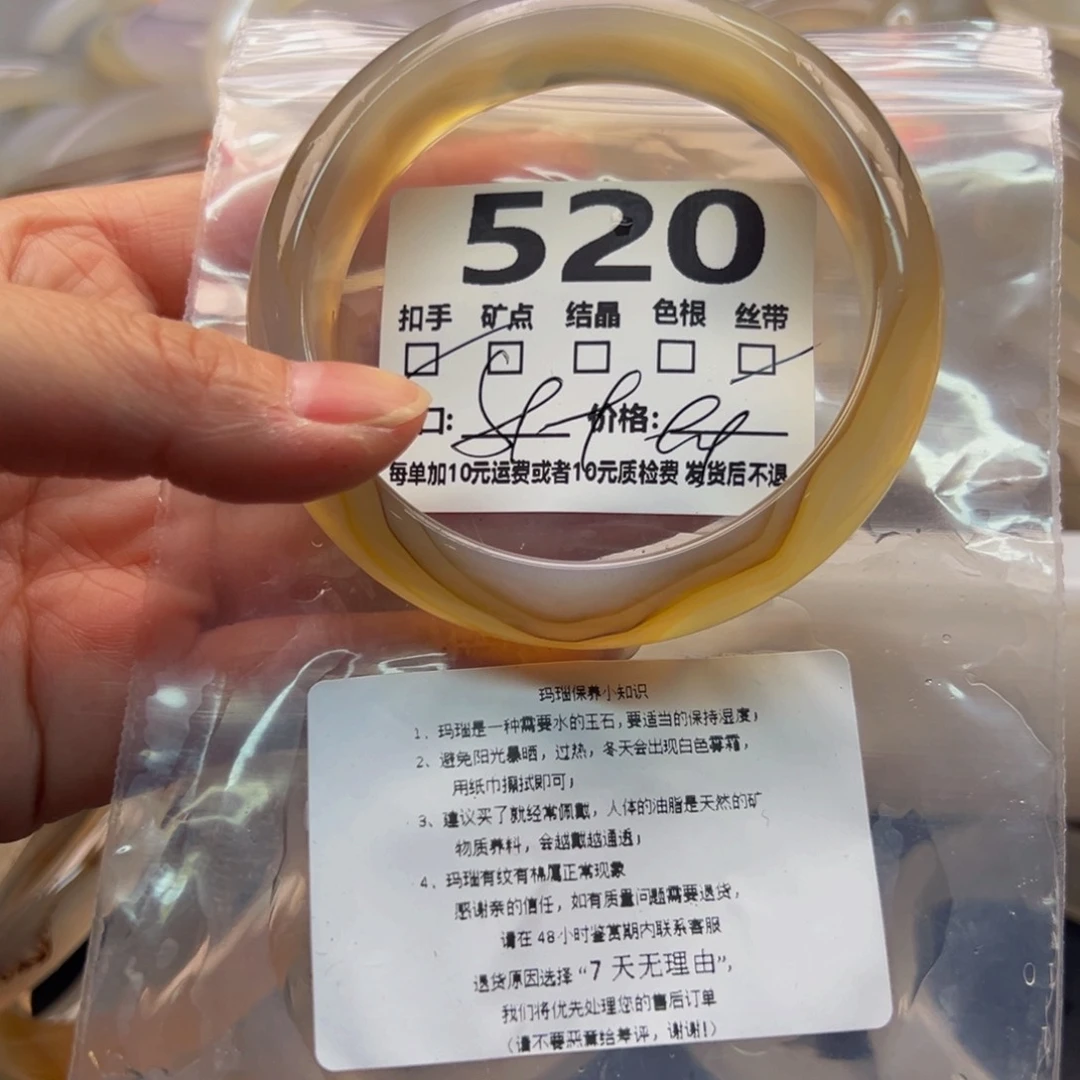 520
扣手 矿点 结晶 色根 丝带
口: 价格:
每单加10元运费或者10元质检费 发货后不退
玛瑙保养小知识
1、玛瑙是一种需要水的玉石，要适当的保持湿度；
2、避免阳光暴晒，过热，冬天会出现白色雾霜，
用纸巾擦拭即可；
3、建议买了就经常佩戴，人体的油脂是天然的矿
物质养料，会越戴越通透；
4、玛瑙有纹有棉属正常现象
感谢亲的信任，如有质量问题需要退货，
请在48小时鉴赏期内联系客服
退货原因选择“7天无理由”，
我们将优先处理您的售后订单
（请不要恶意给差评，谢谢！）